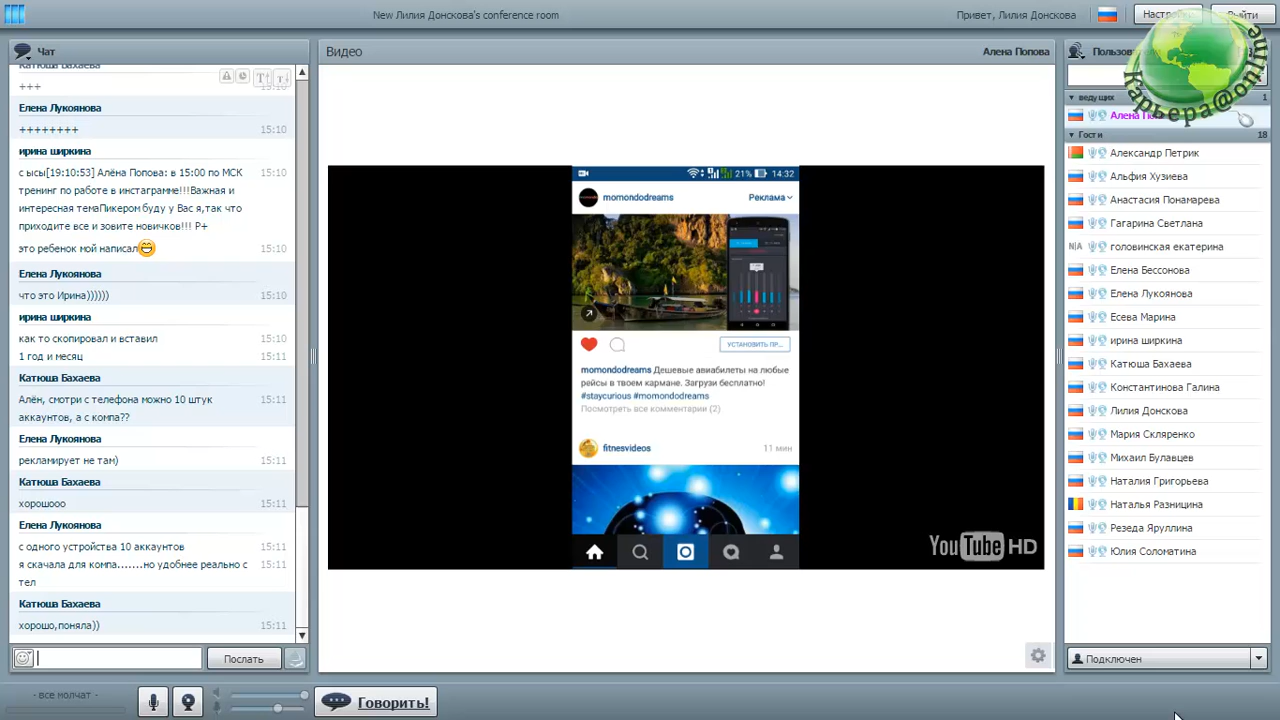 New Лилия Донскова's conference room
Привет, Лилия Донскова
Выйти
Чат
Катюша Бахаева
+++
15:10
Елена Лукоянова
++++++++
15:10
ирина ширкина
с ысы[19:10:53] Алёна Попова: в 15:00 по МСК
15:10
тренинг по работе в инстаграмме!!!Важная и
интересная темаПикером буду у Вас я,так что
приходите все и зовите новичков!!! Р+
это ребенок мой написал
15:10
Елена Лукоянова
что это Ирина))))))
15:10
ирина ширкина
как то скопировал и вставил
15:10
1 год и месяц
15:11
Катюша Бахаева
Алён, смотри с телефона можно 10 штук
15:11
аккаунтов, а с компа??
Елена Лукоянова
рекламирует не там)
15:11
Катюша Бахаева
хорошооо
15:11
Елена Лукоянова
с одного устройства 10 аккаунтов
15:11
я скачала для компа.......но удобнее реально с
15:11
тел
Катюша Бахаева
хорошо,поняла))
15:11
Послать
- все молчат -
Говорить!
Видео
Алена Попова
21% 14:32
momondodreams
Реклама
УСТАНОВИТЬ ПР...
momondodreams Дешевые авиабилеты на любые
рейсы в твоем кармане. Загрузи бесплатно!
#staycurious #momondodreams
Посмотреть все комментарии (2)
fitnesvideos
11 мин
YouTube HD
карьера@online
ведущих
1
Гости
18
Александр Петрик
Альфия Хузиева
Анастасия Понамарева
Гагарина Светлана
N/A головинская екатерина
Елена Бессонова
Елена Лукоянова
Есева Марина
ирина ширкина
Катюша Бахаева
Константинова Галина
Лилия Донскова
Мария Скляренко
Михаил Булавцев
Наталия Григорьева
Наталья Разницина
Резеда Яруллина
Юлия Соломатина
Подключен